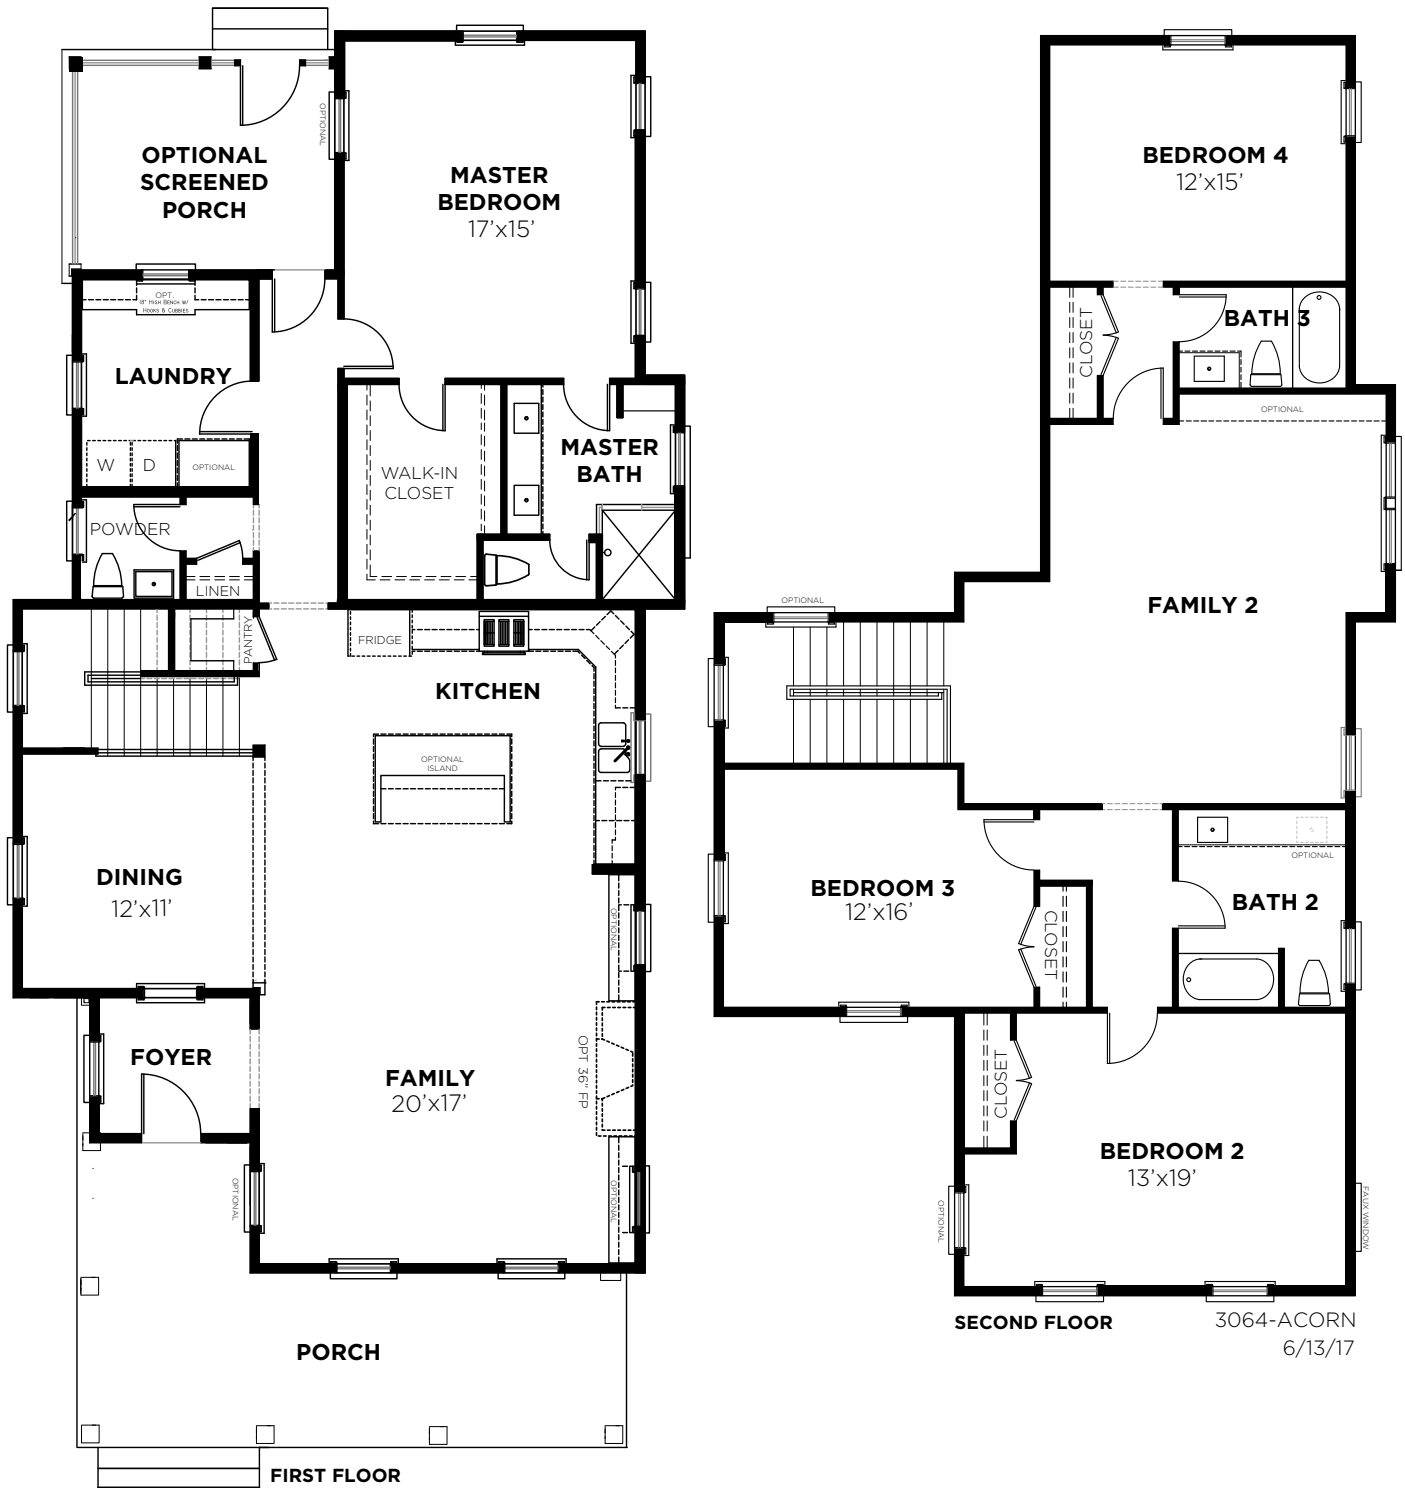 OPTIONAL
SCREENED
PORCH
OPTIONAL
MASTER
BEDROOM
17'x15'
OPT.
18" HIGH BENCH W/
HOOKS & CUBBIES
LAUNDRY
W
D
OPTIONAL
WALK-IN
CLOSET
MASTER
BATH
POWDER
LINEN
PANTRY
FRIDGE
KITCHEN
OPTIONAL
ISLAND
DINING
12'x11'
OPTIONAL
FOYER
FAMILY
20'x17'
OPT 36" FP
OPTIONAL
OPTIONAL
PORCH
FIRST FLOOR
BEDROOM 4
12'x15'
CLOSET
BATH 3
OPTIONAL
FAMILY 2
OPTIONAL
BEDROOM 3
12'x16'
CLOSET
OPTIONAL
BATH 2
CLOSET
BEDROOM 2
13'x19'
OPTIONAL
FAUX WINDOW
SECOND FLOOR
3064-ACORN
6/13/17